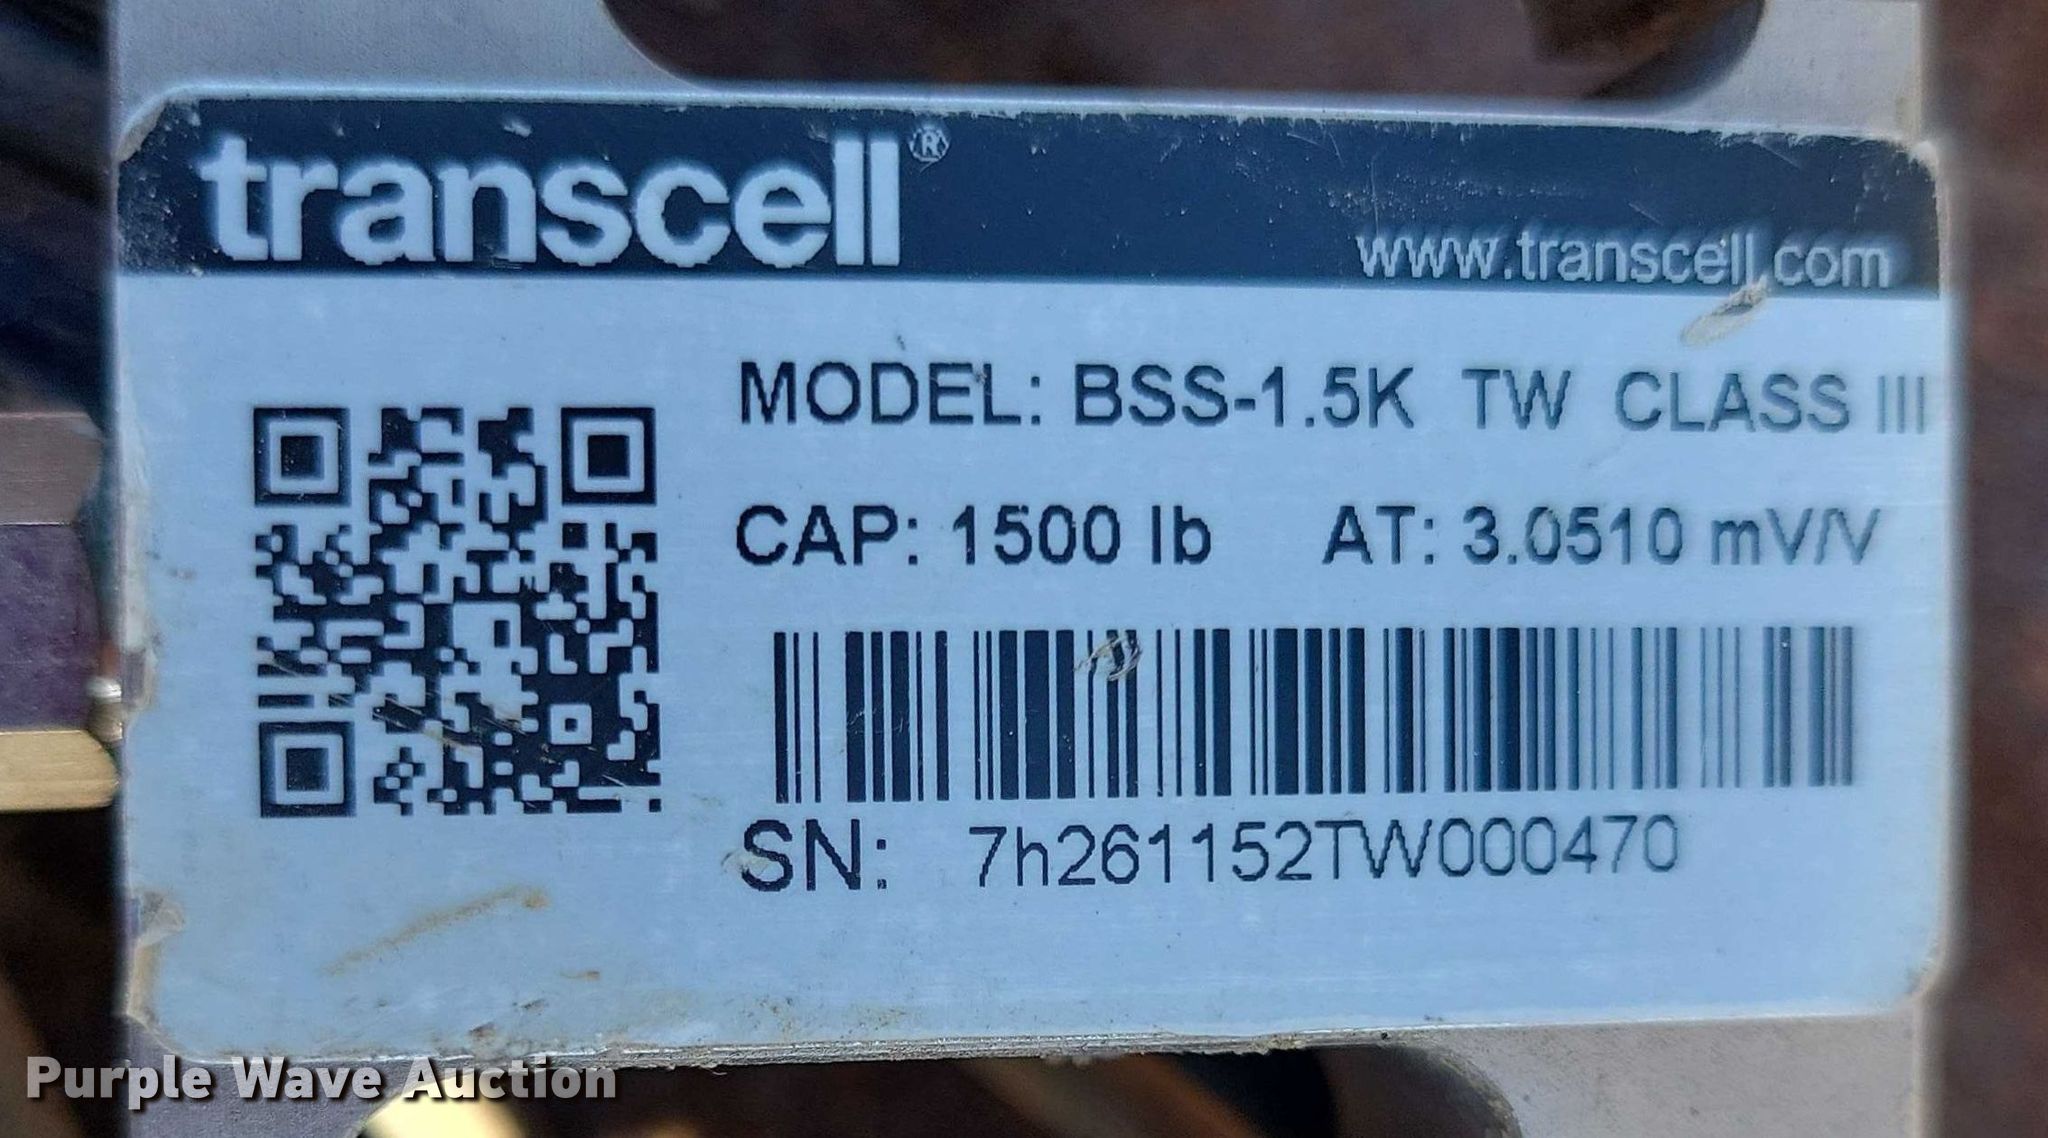 transcell®
www.transcell.com
MODEL: BSS-1.5K TW CLASS III
CAP: 1500 lb AT: 3.0510 mV/V
SN: 7h261152TW000470
Purple Wave Auction